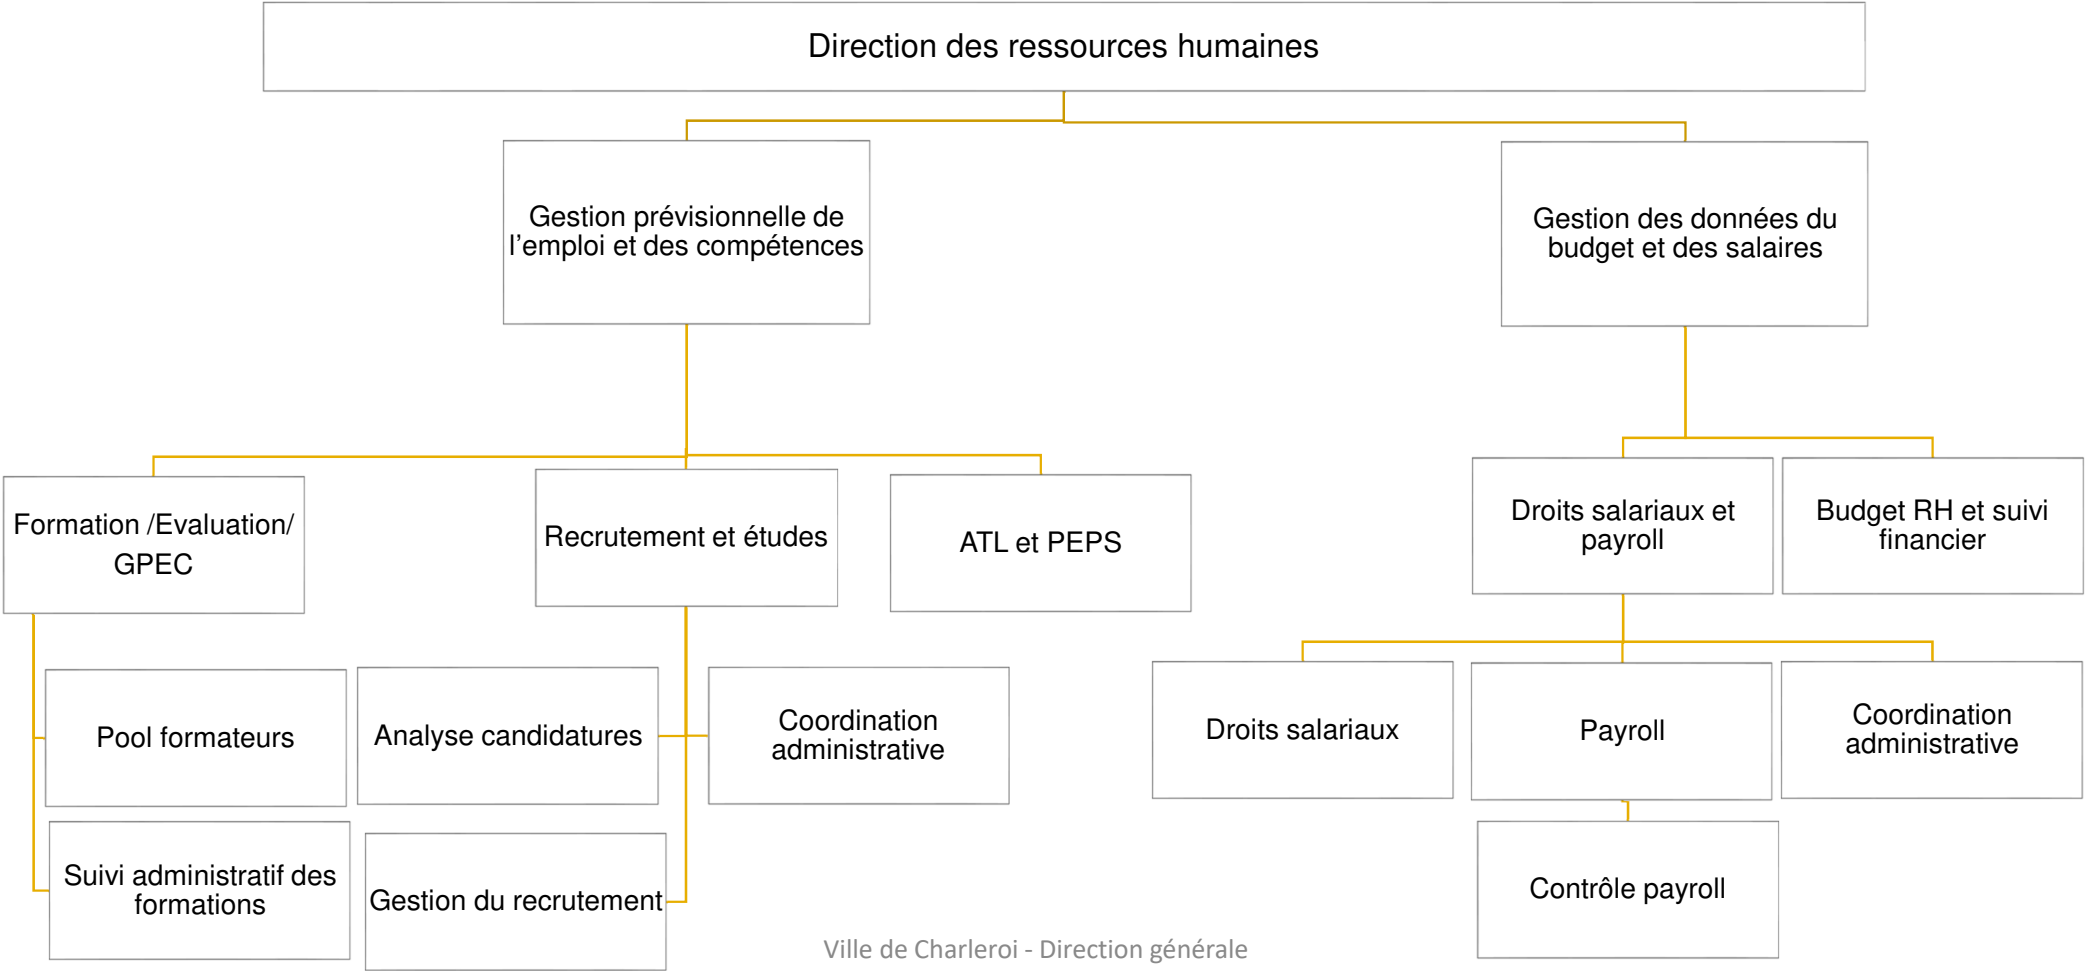 Direction des ressources humaines
Gestion prévisionnelle de
l’emploi et des compétences
Gestion des données du
budget et des salaires
Formation /Evaluation/
GPEC
Recrutement et études
ATL et PEPS
Droits salariaux et
payroll
Budget RH et suivi
financier
Pool formateurs
Analyse candidatures
Coordination
administrative
Droits salariaux
Payroll
Coordination
administrative
Suivi administratif des
formations
Gestion du recrutement
Contrôle payroll
Ville de Charleroi - Direction générale